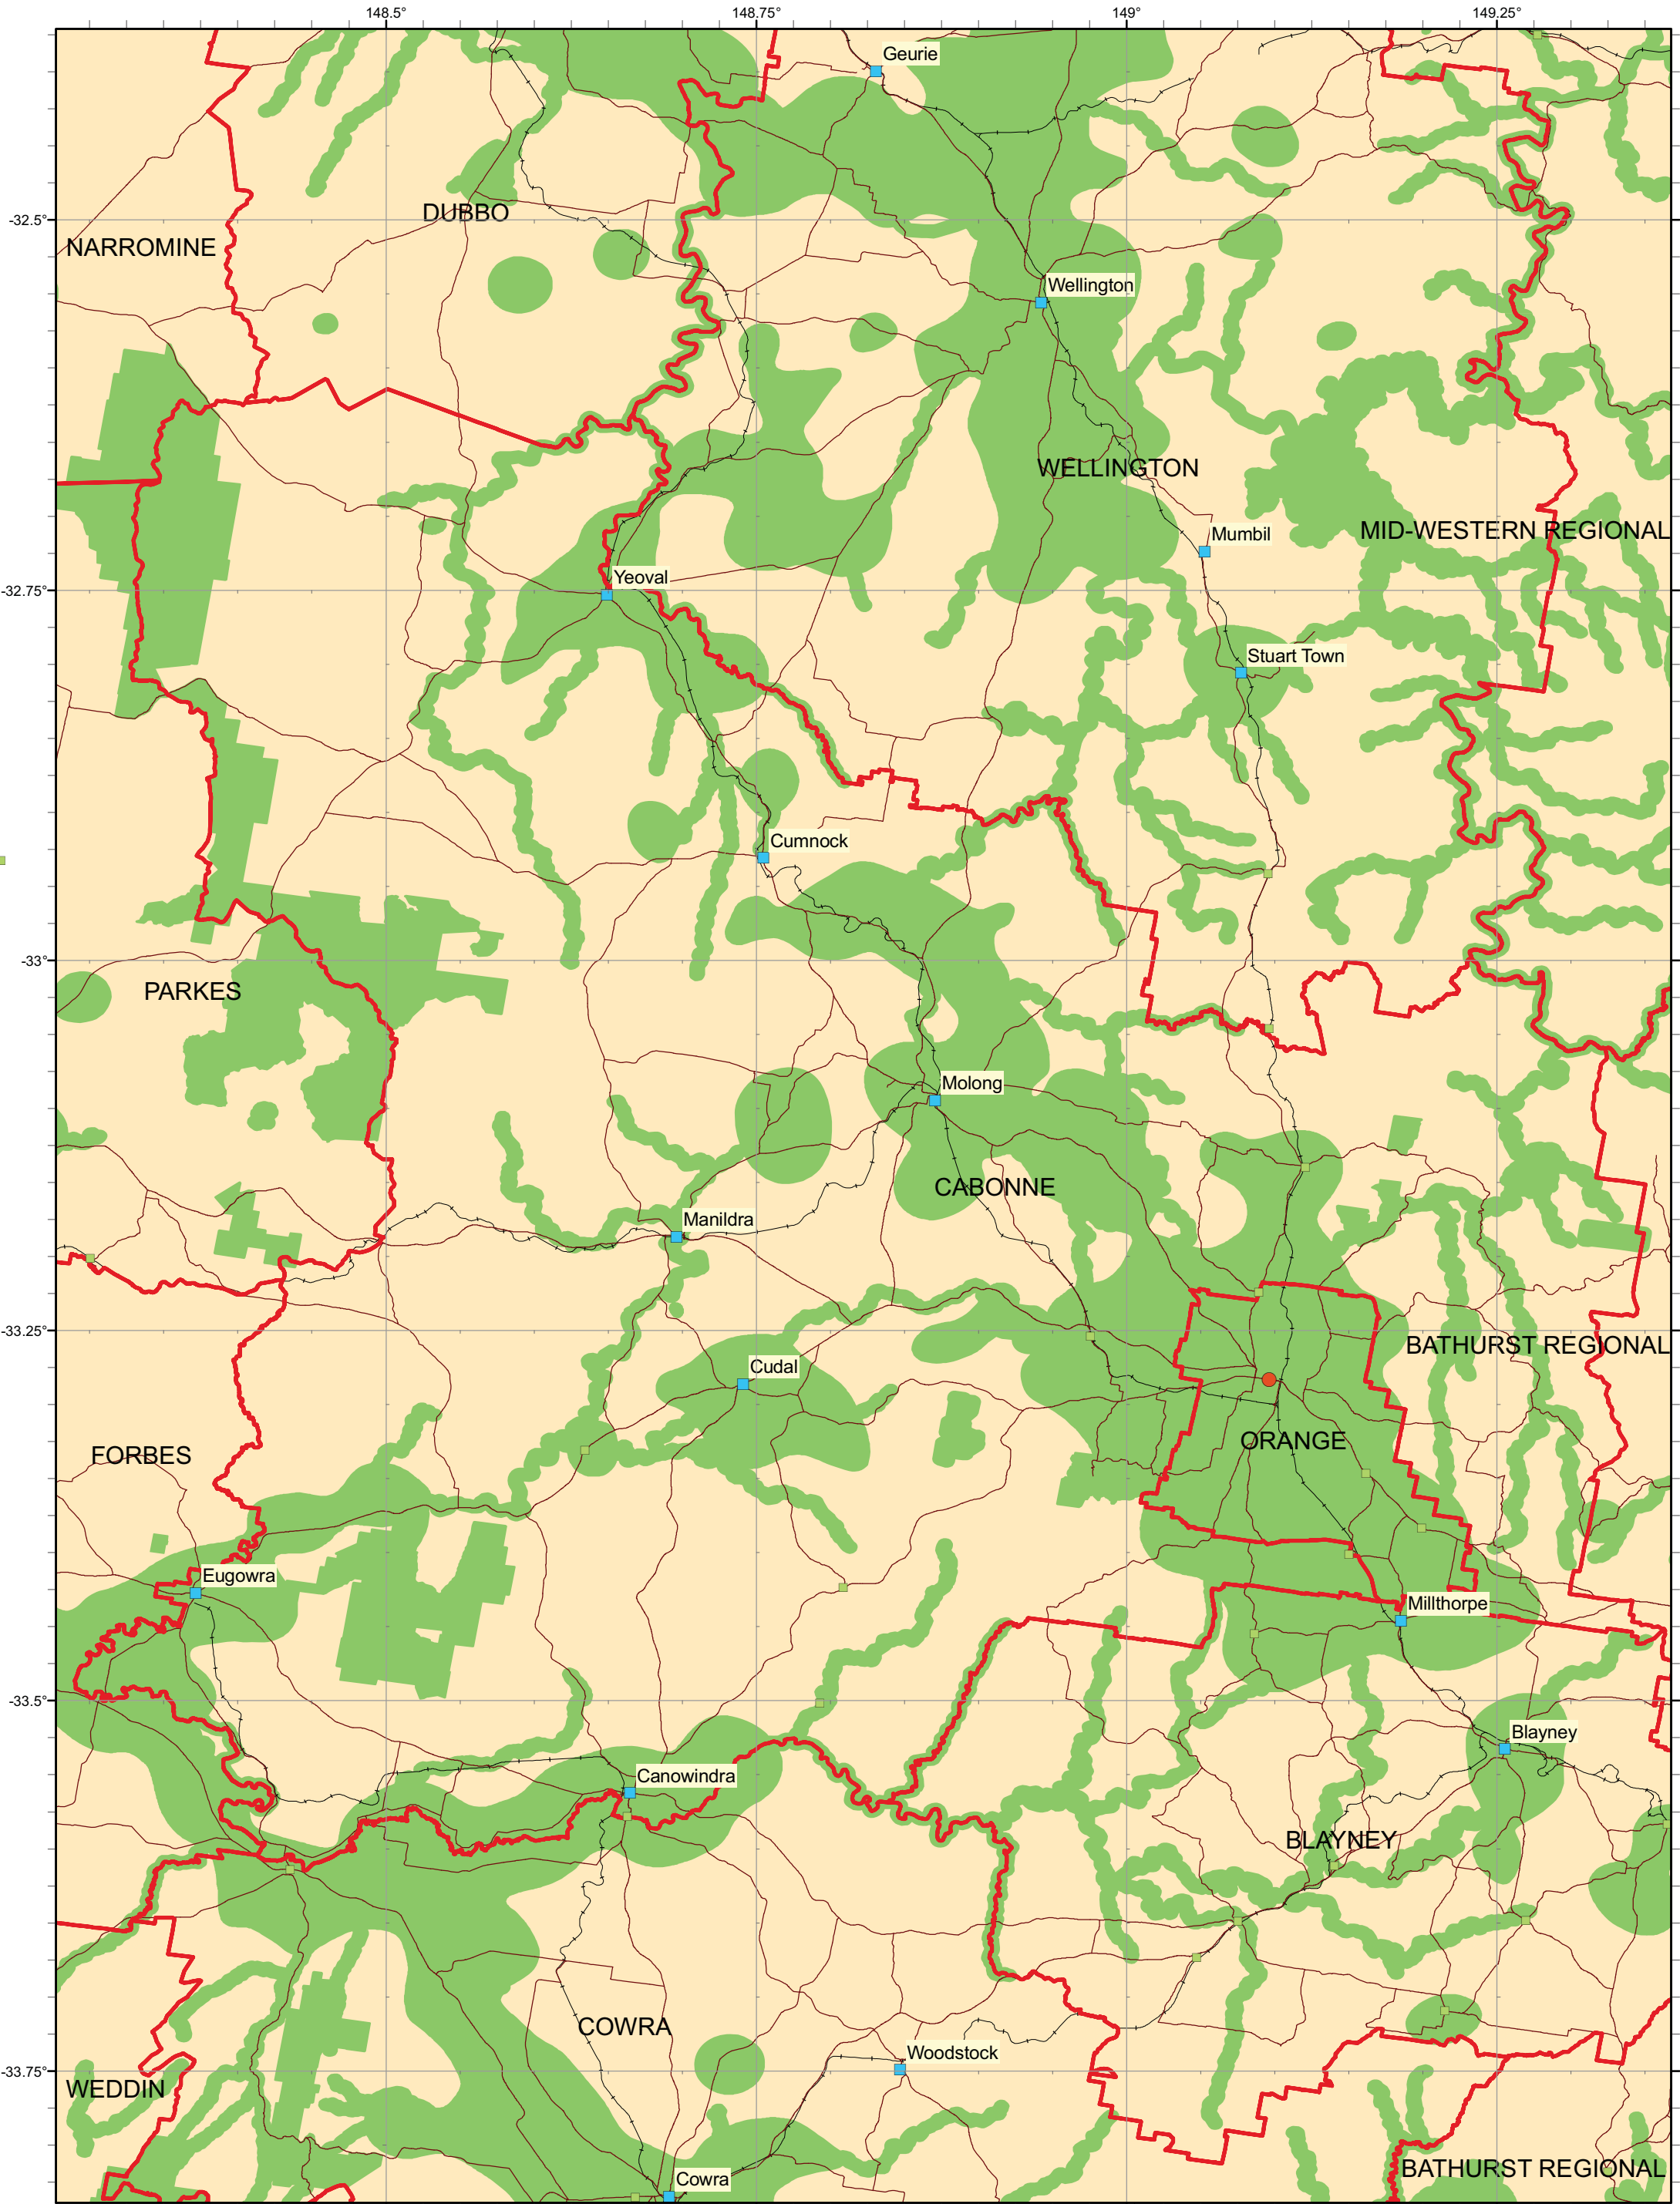 148.5°
148.75°
149°
149.25°
Geurie
DUBBO
-32.5°
NARROMINE
Wellington
WELLINGTON
MID-WESTERN REGIONAL
Mumbil
Yeoval
-32.75°
Stuart Town
Cumnock
-33°
PARKES
Molong
CABONNE
Manildra
-33.25°
BATHURST REGIONAL
Cudal
ORANGE
FORBES
Eugowra
Millthorpe
-33.5°
Blayney
Canowindra
BLAYNEY
COWRA
Woodstock
-33.75°
WEDDIN
BATHURST REGIONAL
Cowra